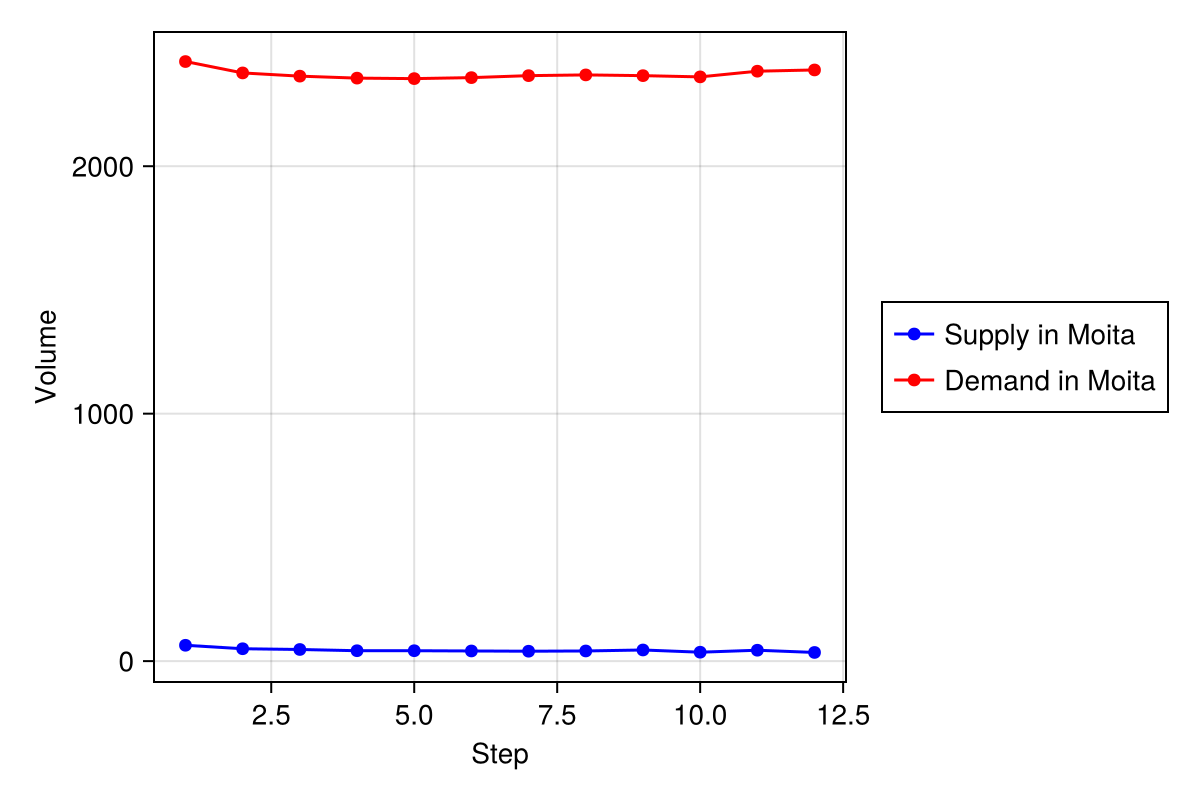 2000
1000
0
Volume
2.5 5.0 7.5 10.0 12.5
Step
Supply in Moita
Demand in Moita